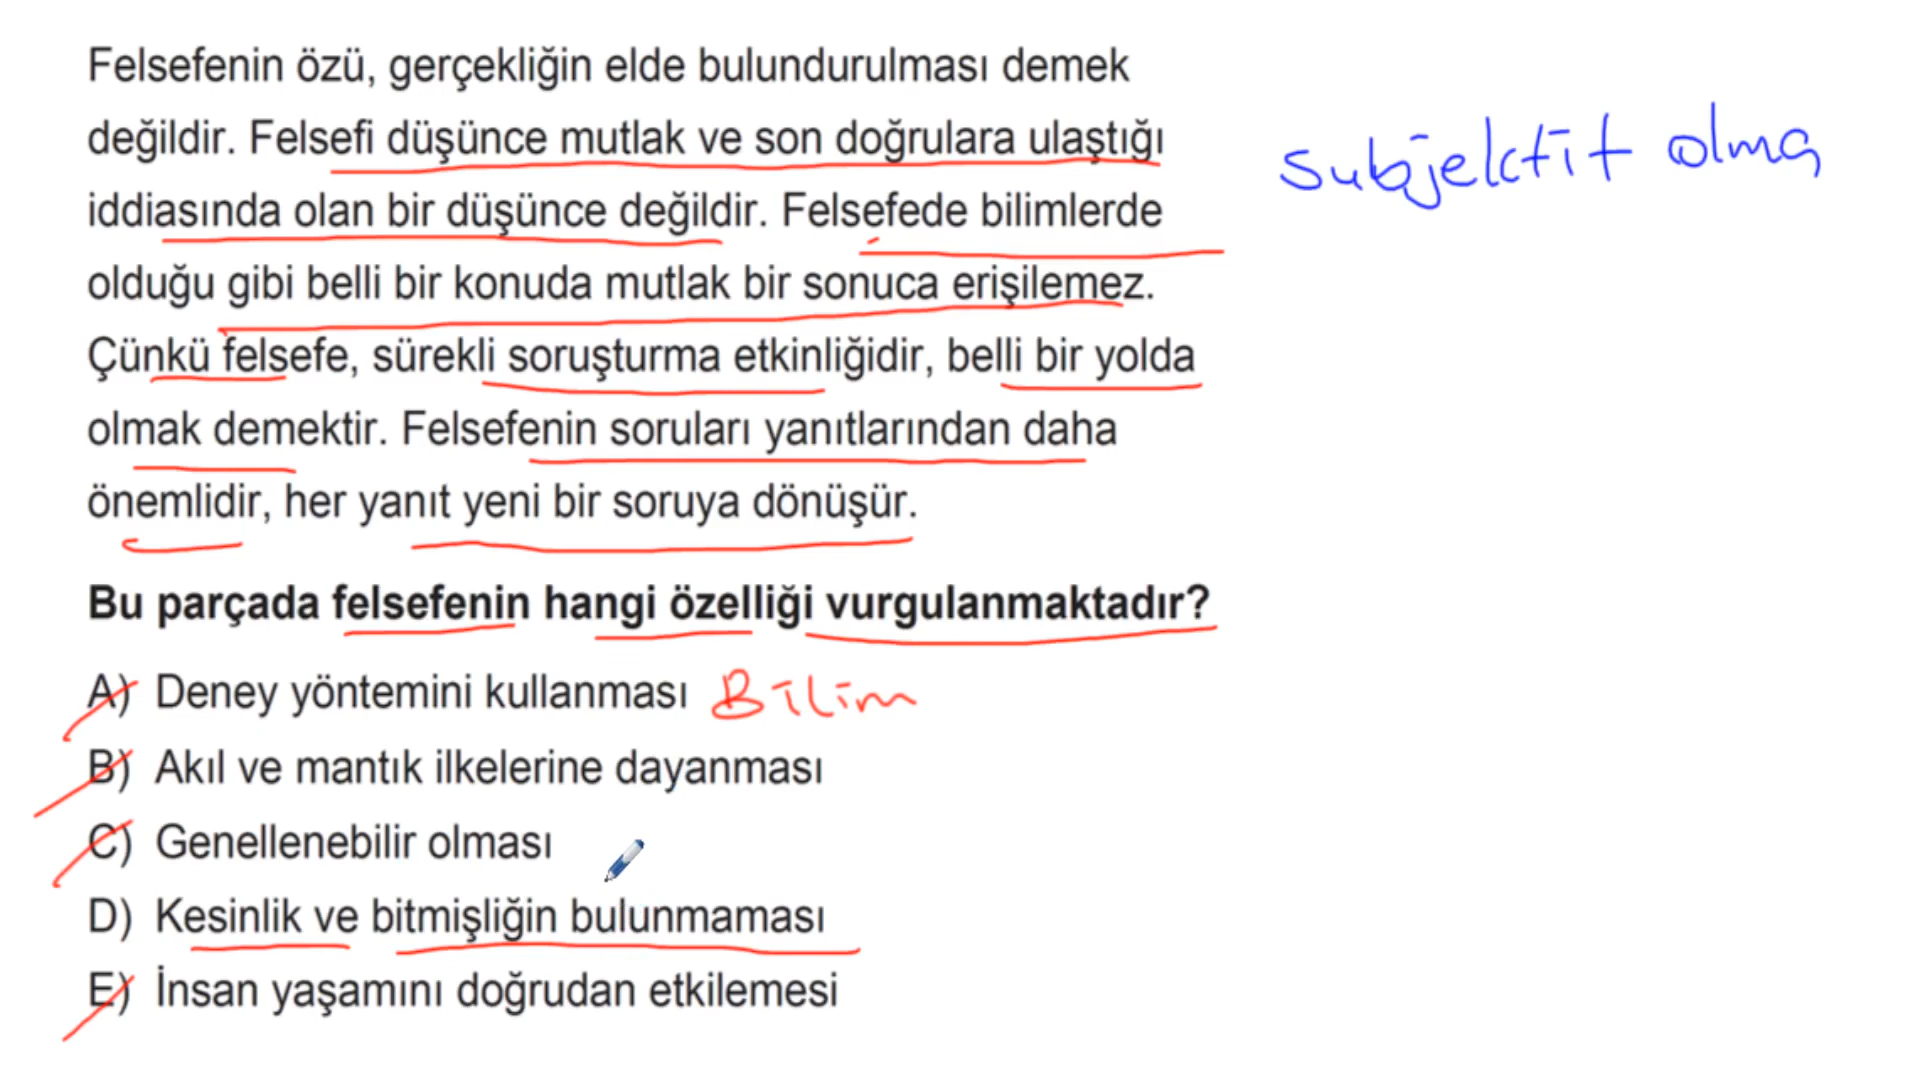 Felsefenin özü, gerçekliğin elde bulundurulması demek
değildir. Felsefi düşünce mutlak ve son doğrulara ulaştığı
iddiasında olan bir düşünce değildir. Felsefede bilimlerde
olduğu gibi belli bir konuda mutlak bir sonuca erişilemez.
Çünkü felsefe, sürekli soruşturma etkinliğidir, belli bir yolda
olmak demektir. Felsefenin soruları yanıtlarından daha
önemlidir, her yanıt yeni bir soruya dönüşür.
subjektif olma
Bu parçada felsefenin hangi özelliği vurgulanmaktadır?
A) Deney yöntemini kullanması Bilim
B) Akıl ve mantık ilkelerine dayanması
C) Genellenebilir olması
D) Kesinlik ve bitmişliğin bulunmaması
E) İnsan yaşamını doğrudan etkilemesi